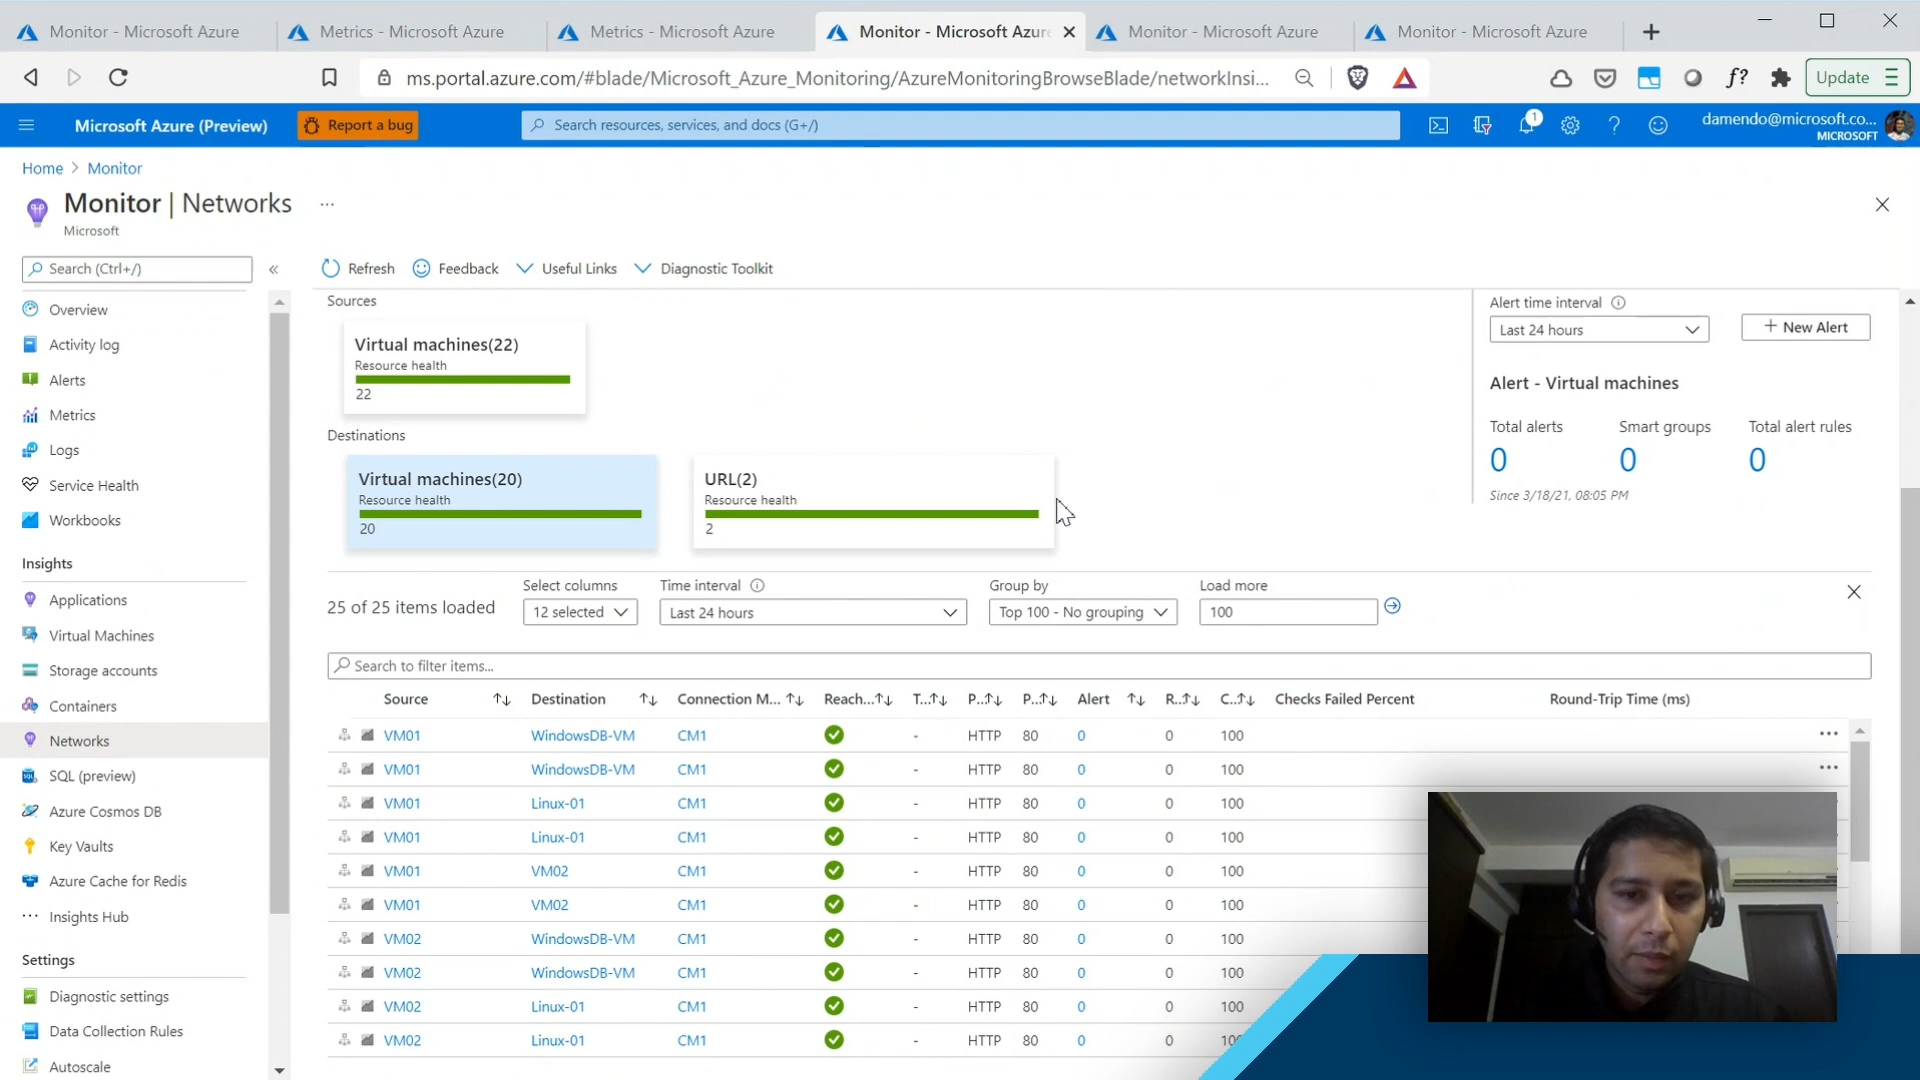 Monitor - Microsoft Azure
Metrics - Microsoft Azure
Metrics - Microsoft Azure
Monitor - Microsoft Azure
Monitor - Microsoft Azure
Monitor - Microsoft Azure
ms.portal.azure.com/#blade/Microsoft_Azure_Monitoring/AzureMonitoringBrowseBlade/networkInsi...
f?
Update
Microsoft Azure (Preview)
Report a bug
Search resources, services, and docs (G+/)
1
damendo@microsoft.co...
MICROSOFT
Home > Monitor
Monitor | Networks
...
Microsoft
Search (Ctrl+/)
«
Refresh
Feedback
Useful Links
Diagnostic Toolkit
Overview
Activity log
Alerts
Metrics
Logs
Service Health
Workbooks
Insights
Applications
Virtual Machines
Storage accounts
Containers
Networks
SQL (preview)
Azure Cosmos DB
Key Vaults
Azure Cache for Redis
Insights Hub
Settings
Diagnostic settings
Data Collection Rules
Autoscale
Sources
Virtual machines(22)
Resource health
22
Destinations
Virtual machines(20)
Resource health
20
URL(2)
Resource health
2
Alert time interval
Last 24 hours
+ New Alert
Alert - Virtual machines
Total alerts Smart groups Total alert rules
0 0 0
Since 3/18/21, 08:05 PM
25 of 25 items loaded
Select columns
12 selected
Time interval
Last 24 hours
Group by
Top 100 - No grouping
Load more
100
Search to filter items...
Source Destination Connection M... Reach... T... P... P... Alert R... C... Checks Failed Percent Round-Trip Time (ms)
VM01 WindowsDB-VM CM1 - HTTP 80 0 0 100 ...
VM01 WindowsDB-VM CM1 - HTTP 80 0 0 100 ...
VM01 Linux-01 CM1 - HTTP 80 0 0 100
VM01 Linux-01 CM1 - HTTP 80 0 0 100
VM01 VM02 CM1 - HTTP 80 0 0 100
VM01 VM02 CM1 - HTTP 80 0 0 100
VM02 WindowsDB-VM CM1 - HTTP 80 0 0 100
VM02 WindowsDB-VM CM1 - HTTP 80 0 0 100
VM02 Linux-01 CM1 - HTTP 80 0 0 100
VM02 Linux-01 CM1 - HTTP 80 0 0